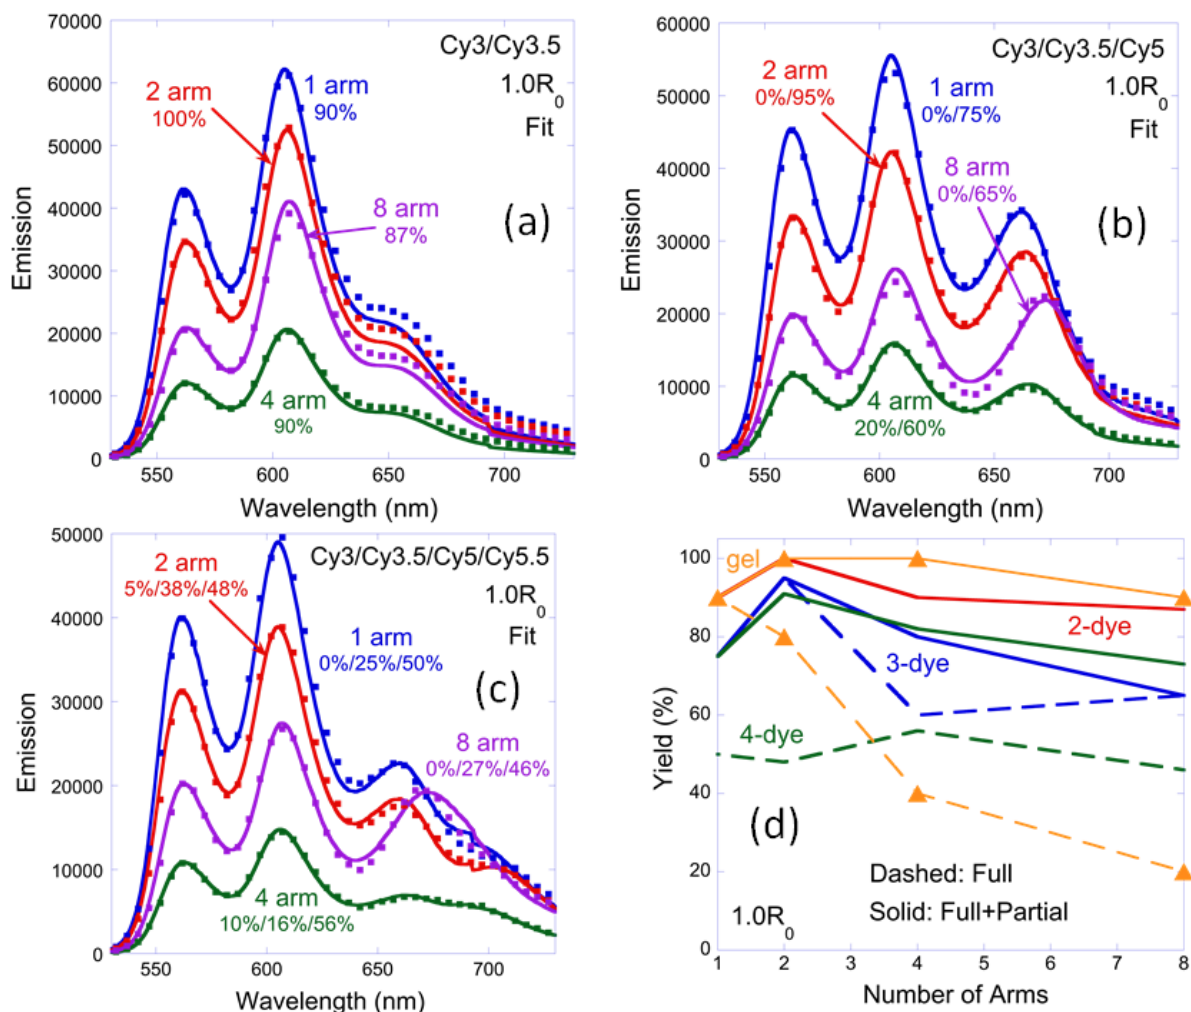 Cy3/Cy3.5
1.0R0
Fit
2 arm
100%
1 arm
90%
8 arm
87%
4 arm
90%
(a)
Emission
70000
60000
50000
40000
30000
20000
10000
0
550
600
650
700
Wavelength (nm)
Cy3/Cy3.5/Cy5
1.0R0
Fit
2 arm
0%/95%
1 arm
0%/75%
8 arm
0%/65%
4 arm
20%/60%
(b)
Emission
60000
50000
40000
30000
20000
10000
0
550
600
650
700
Wavelength (nm)
Cy3/Cy3.5/Cy5/Cy5.5
1.0R0
Fit
2 arm
5%/38%/48%
1 arm
0%/25%/50%
8 arm
0%/27%/46%
4 arm
10%/16%/56%
(c)
Emission
50000
40000
30000
20000
10000
0
550
600
650
700
Wavelength (nm)
gel
2-dye
3-dye
4-dye
(d)
Dashed: Full
Solid: Full+Partial
1.0R0
Yield (%)
100
80
60
40
20
0
1
2
3
4
5
6
7
8
Number of Arms